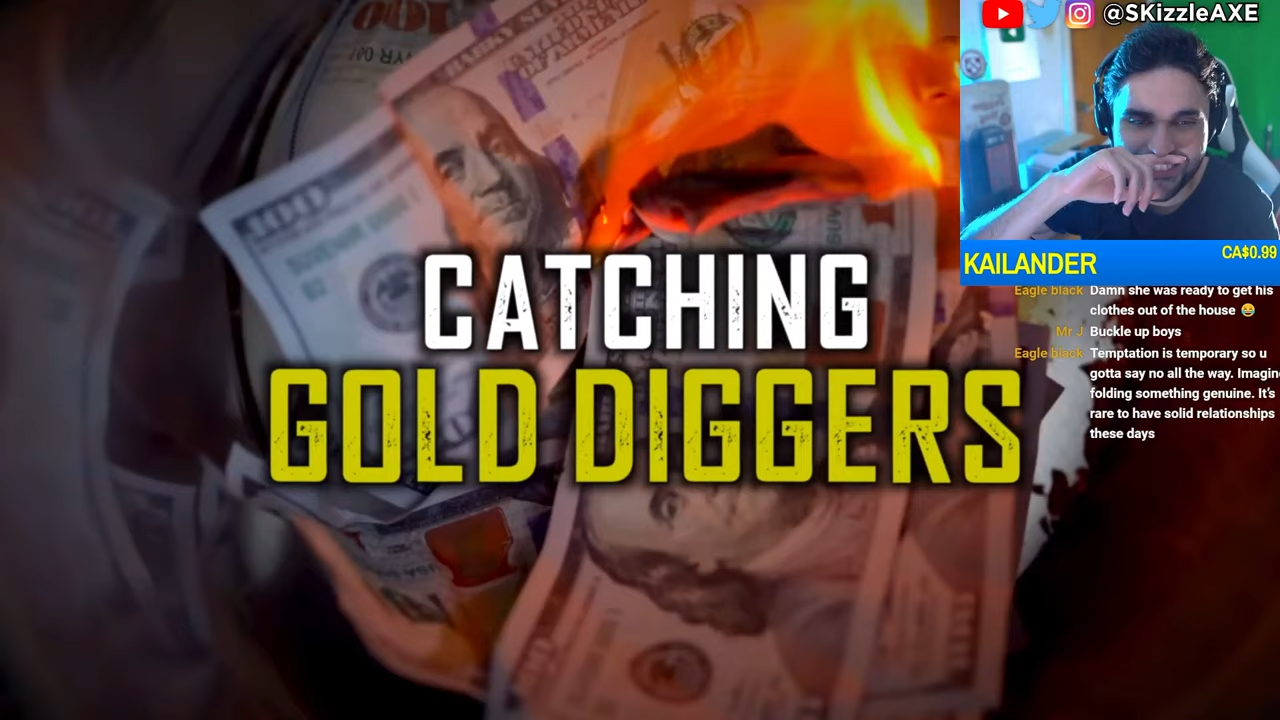 @SKizzleAXE
CATCHING
GOLD DIGGERS
KAILANDER
CA$0.99
Eagle black Damn she was ready to get his
clothes out of the house 😂
Mr J Buckle up boys
Eagle black Temptation is temporary so u
gotta say no all the way. Imagin
folding something genuine. It's
rare to have solid relationships
these days